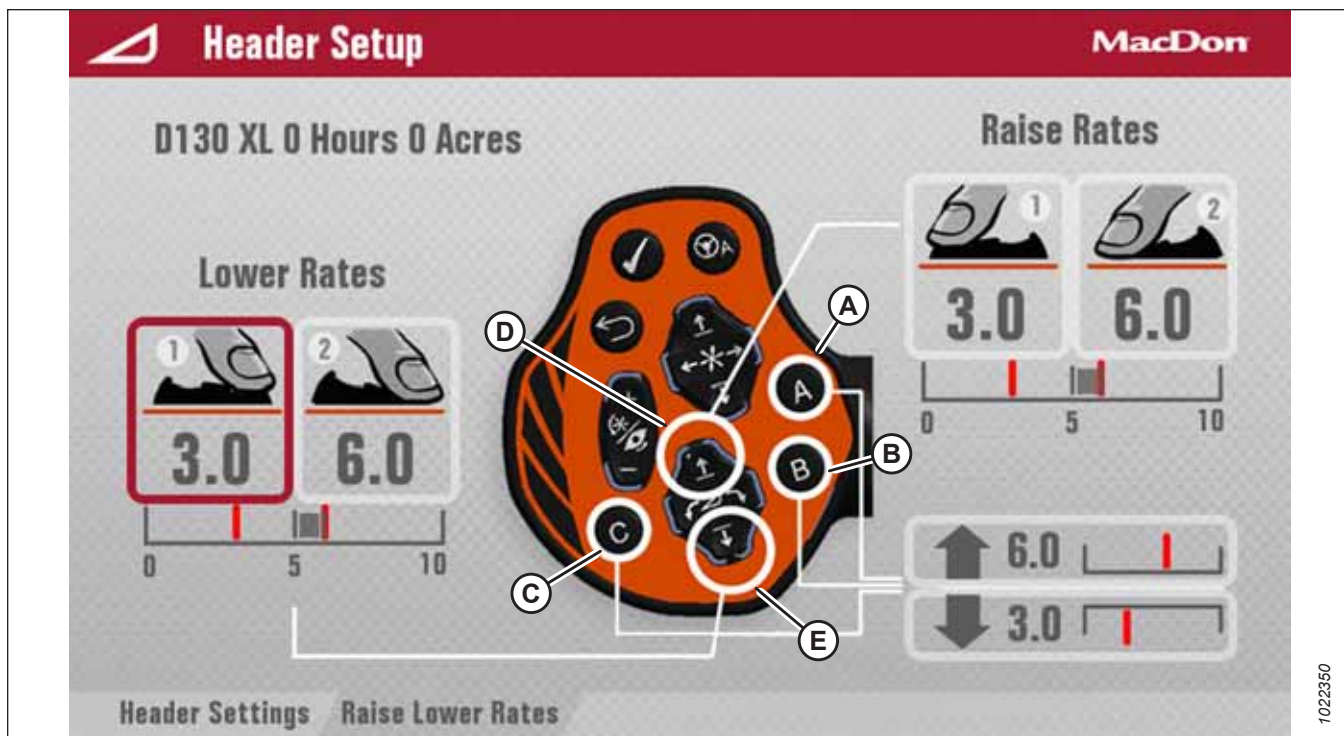 Header Setup
MacDon
D130 XL 0 Hours 0 Acres
Raise Rates
1
2
3.0
6.0
0
5
10
Lower Rates
1
2
3.0
6.0
0
5
10
A
A
B
B
C
C
D
E
+
−
6.0
3.0
Header Settings
Raise Lower Rates
1022350